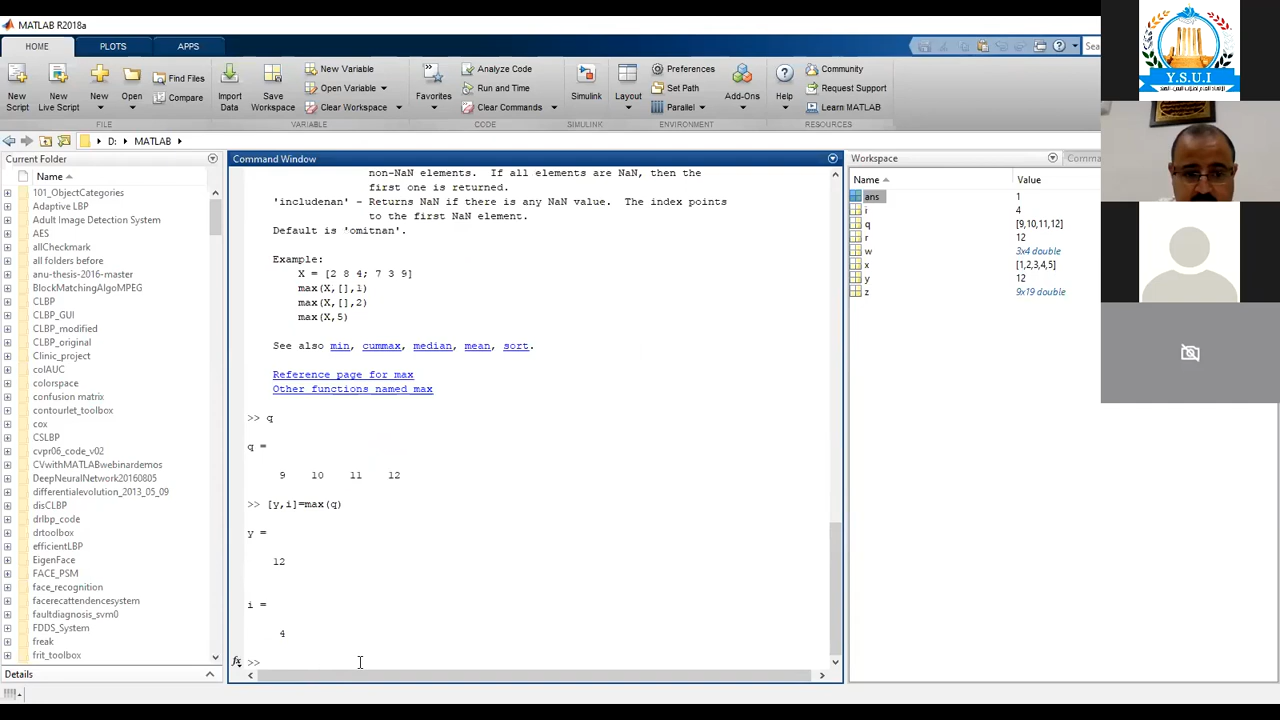 MATLAB R2018a
HOME PLOTS APPS
Sea
New Script
New Live Script
New
Open
Find Files
Compare
Import Data
Save Workspace
New Variable
Open Variable
Clear Workspace
Favorites
Analyze Code
Run and Time
Clear Commands
Simulink
Layout
Preferences
Set Path
Parallel
Add-Ons
Help
Community
Request Support
Learn MATLAB
FILE VARIABLE CODE SIMULINK ENVIRONMENT RESOURCES
D: MATLAB
Current Folder
Name
101_ObjectCategories
Adaptive LBP
Adult Image Detection System
AES
allCheckmark
all folders before
anu-thesis-2016-master
BlockMatchingAlgoMPEG
CLBP
CLBP_GUI
CLBP_modified
CLBP_original
Clinic_project
colAUC
colorspace
confusion matrix
contourlet_toolbox
cox
CSLBP
cvpr06_code_v02
CVwithMATLABwebinardemos
DeepNeuralNetwork20160805
differentialevolution_2013_05_09
disCLBP
drlbp_code
drtoolbox
efficientLBP
EigenFace
FACE_PSM
face_recognition
facerecattendencesystem
faultdiagnosis_svm0
FDDS_System
freak
frit_toolbox
Details
Command Window
non-NaN elements. If all elements are NaN, then the
first one is returned.
'includenan' - Returns NaN if there is any NaN value. The index points
to the first NaN element.
Default is 'omitnan'.
Example:
X = [2 8 4; 7 3 9]
max(X,[],1)
max(X,[],2)
max(X,5)
See also min, cummax, median, mean, sort.
Reference page for max
Other functions named max
>> q
q =
9 10 11 12
>> [y,i]=max(q)
y =
12
i =
4
fx >>
Workspace
Comma
Name Value
ans 1
i 4
q [9,10,11,12]
r 12
w 3x4 double
x [1,2,3,4,5]
y 12
z 9x19 double
Y.S.U.I